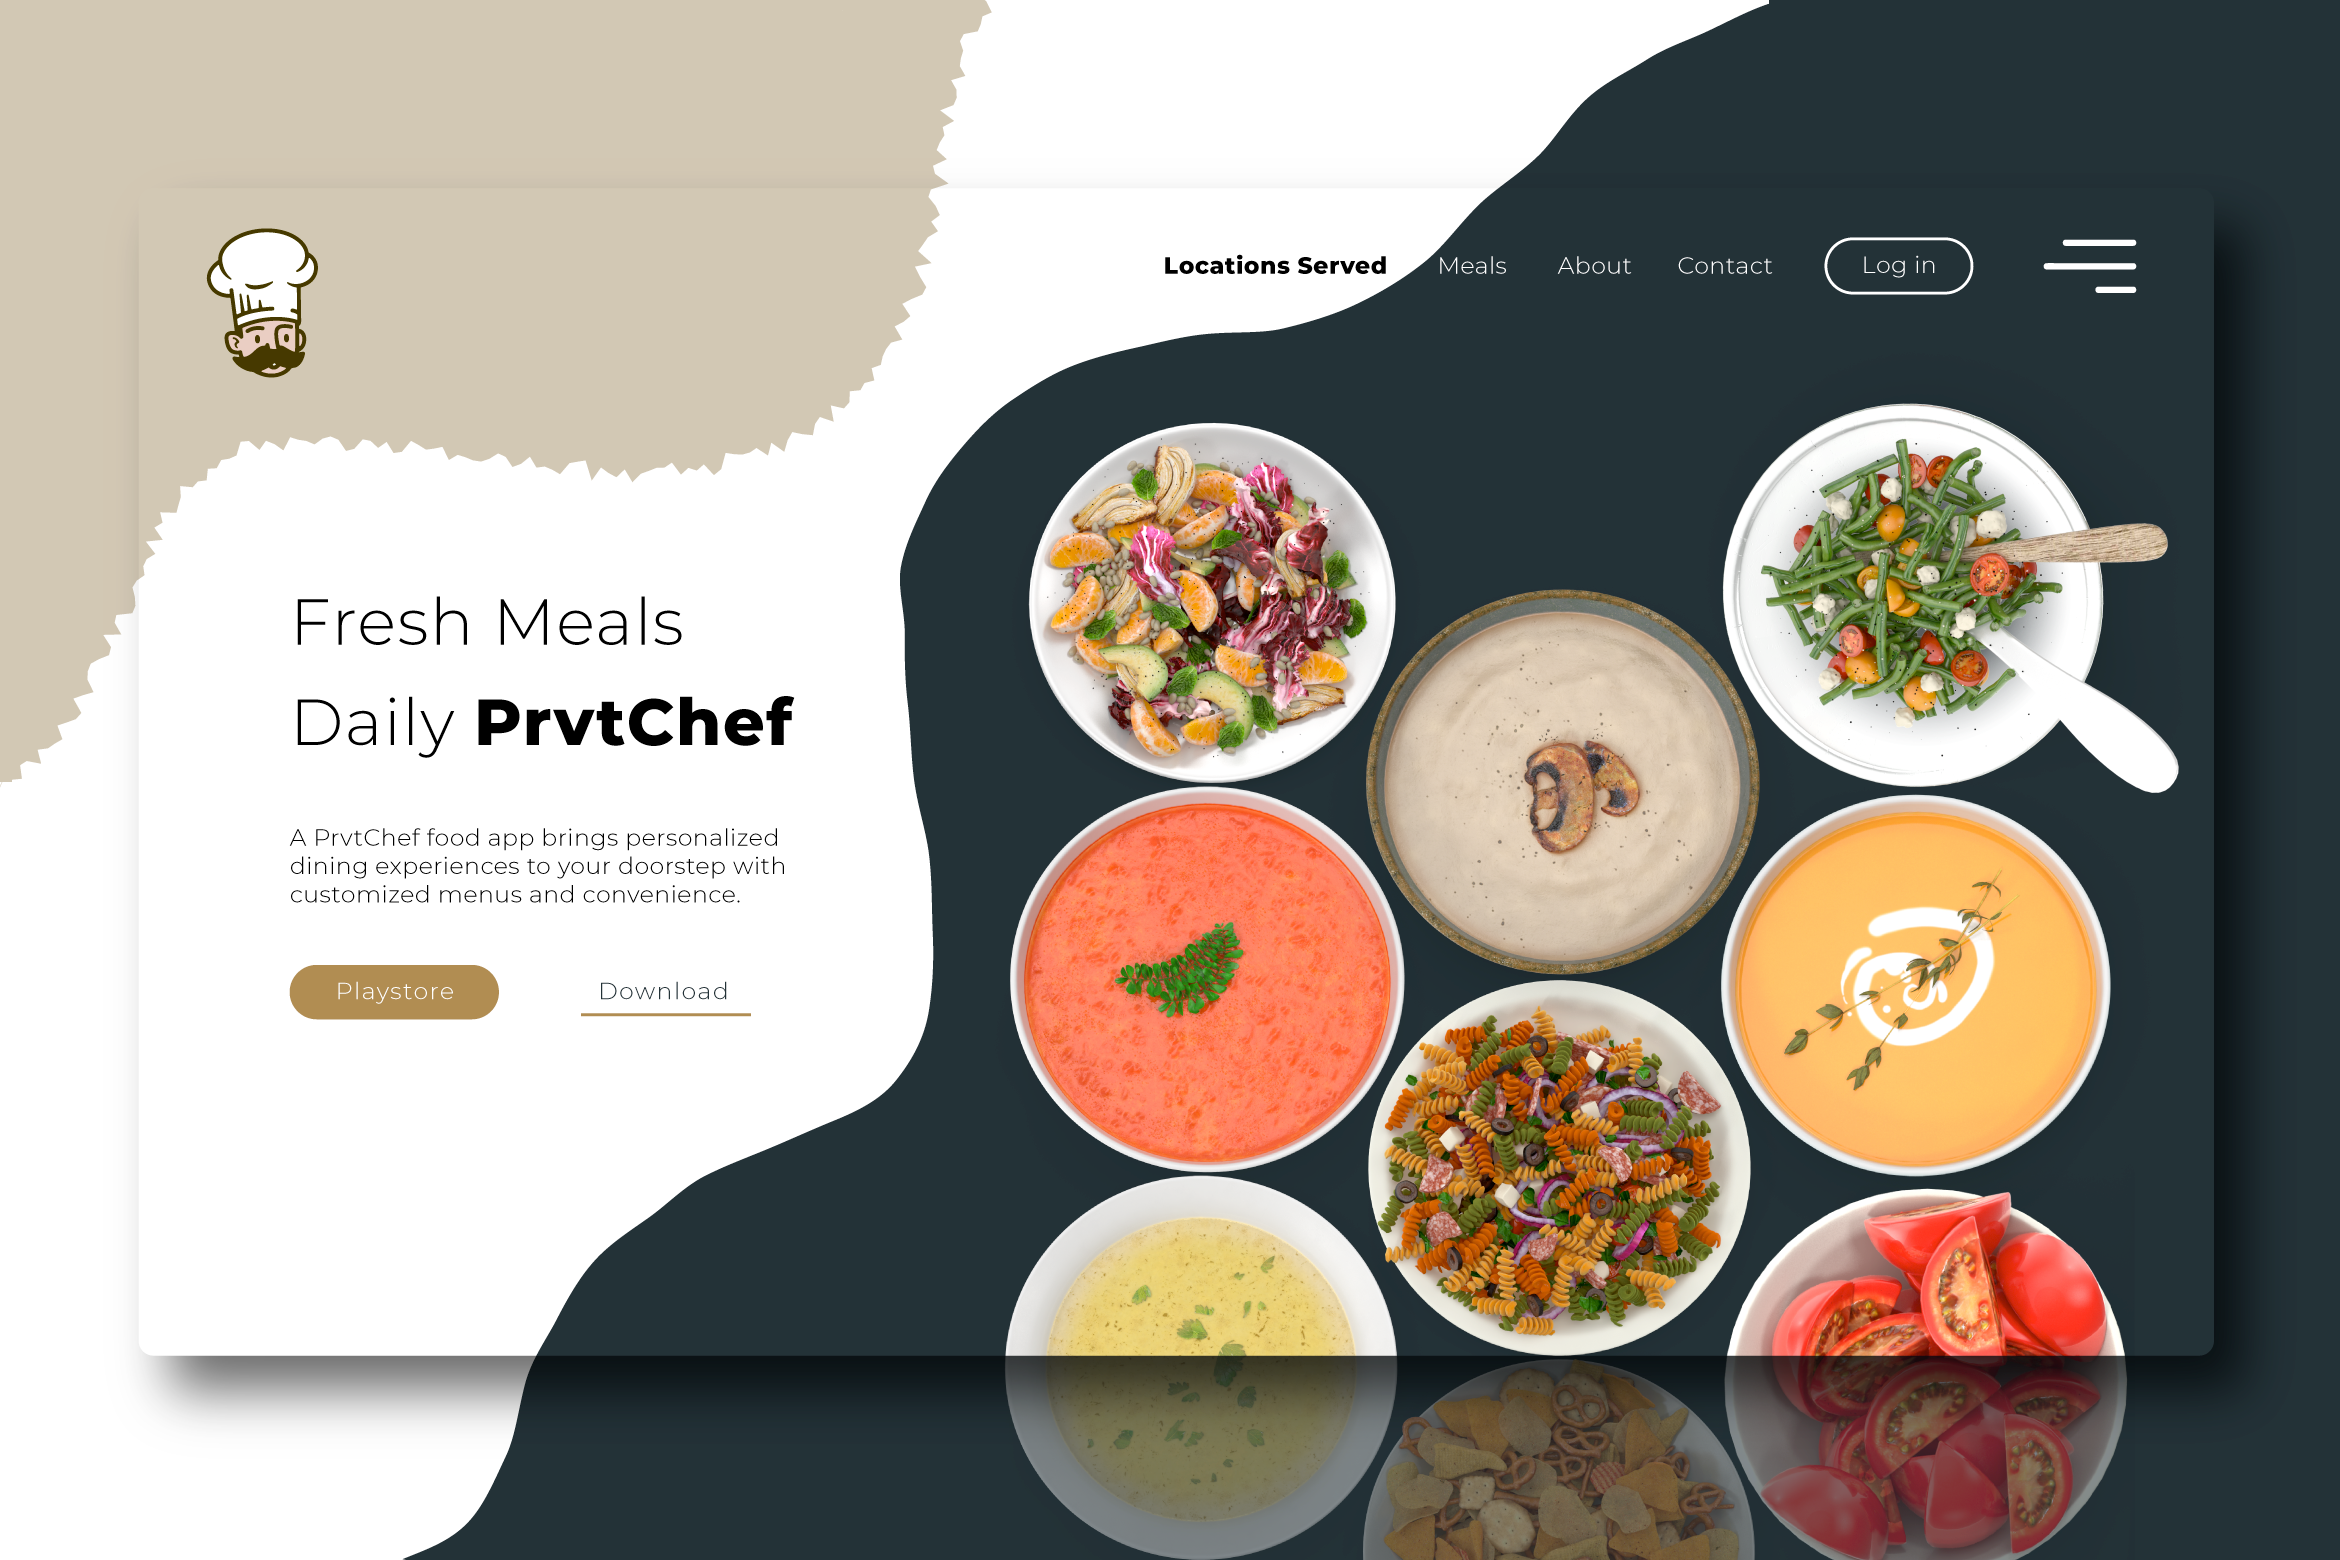 Locations Served Meals About Contact Log in
Fresh Meals
Daily PrvtChef
A PrvtChef food app brings personalized
dining experiences to your doorstep with
customized menus and convenience.
Playstore Download